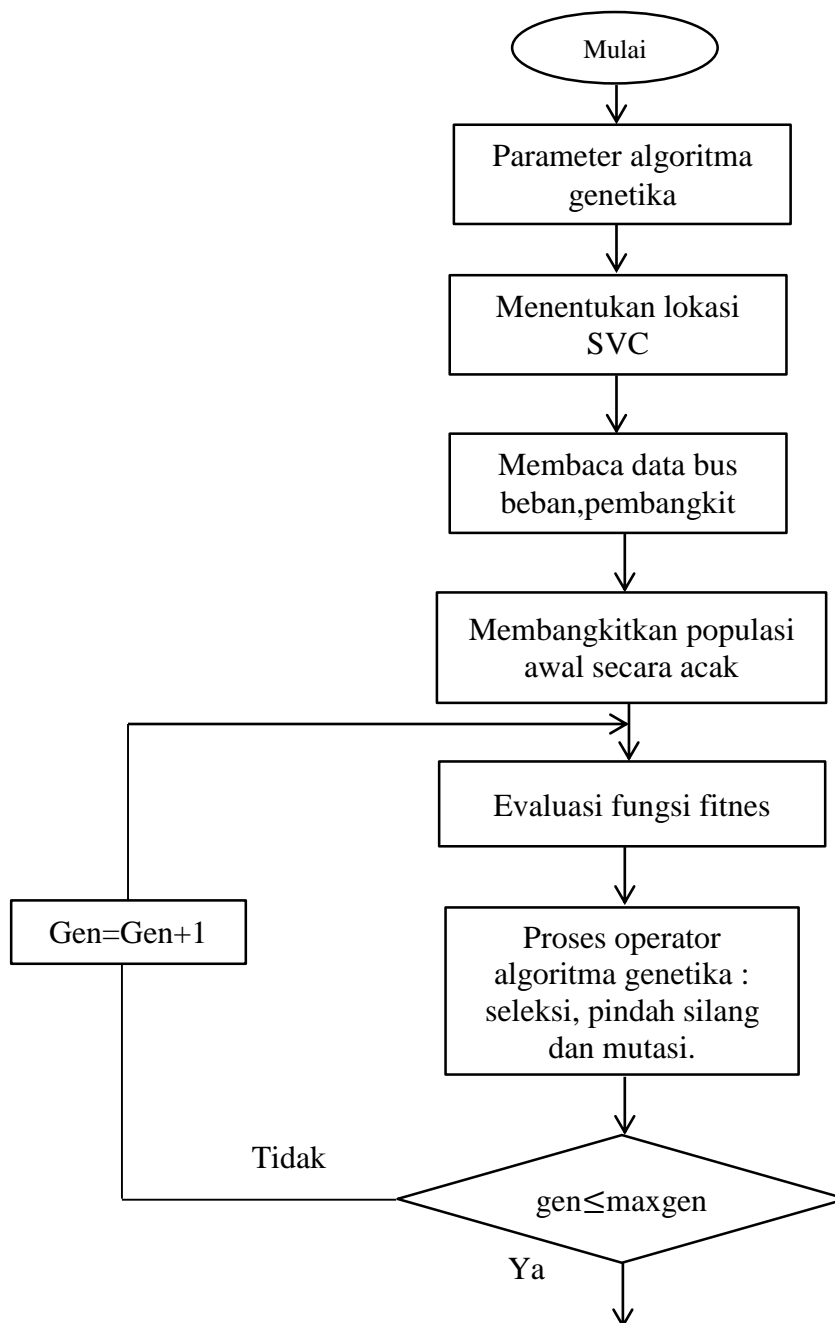 Mulai
Parameter algoritma
genetika
Menentukan lokasi
SVC
Membaca data bus
beban,pembangkit
Membangkitkan populasi
awal secara acak
Evaluasi fungsi fitnes
Gen=Gen+1
Proses operator
algoritma genetika :
seleksi, pindah silang
dan mutasi.
Tidak
gen≤maxgen
Ya